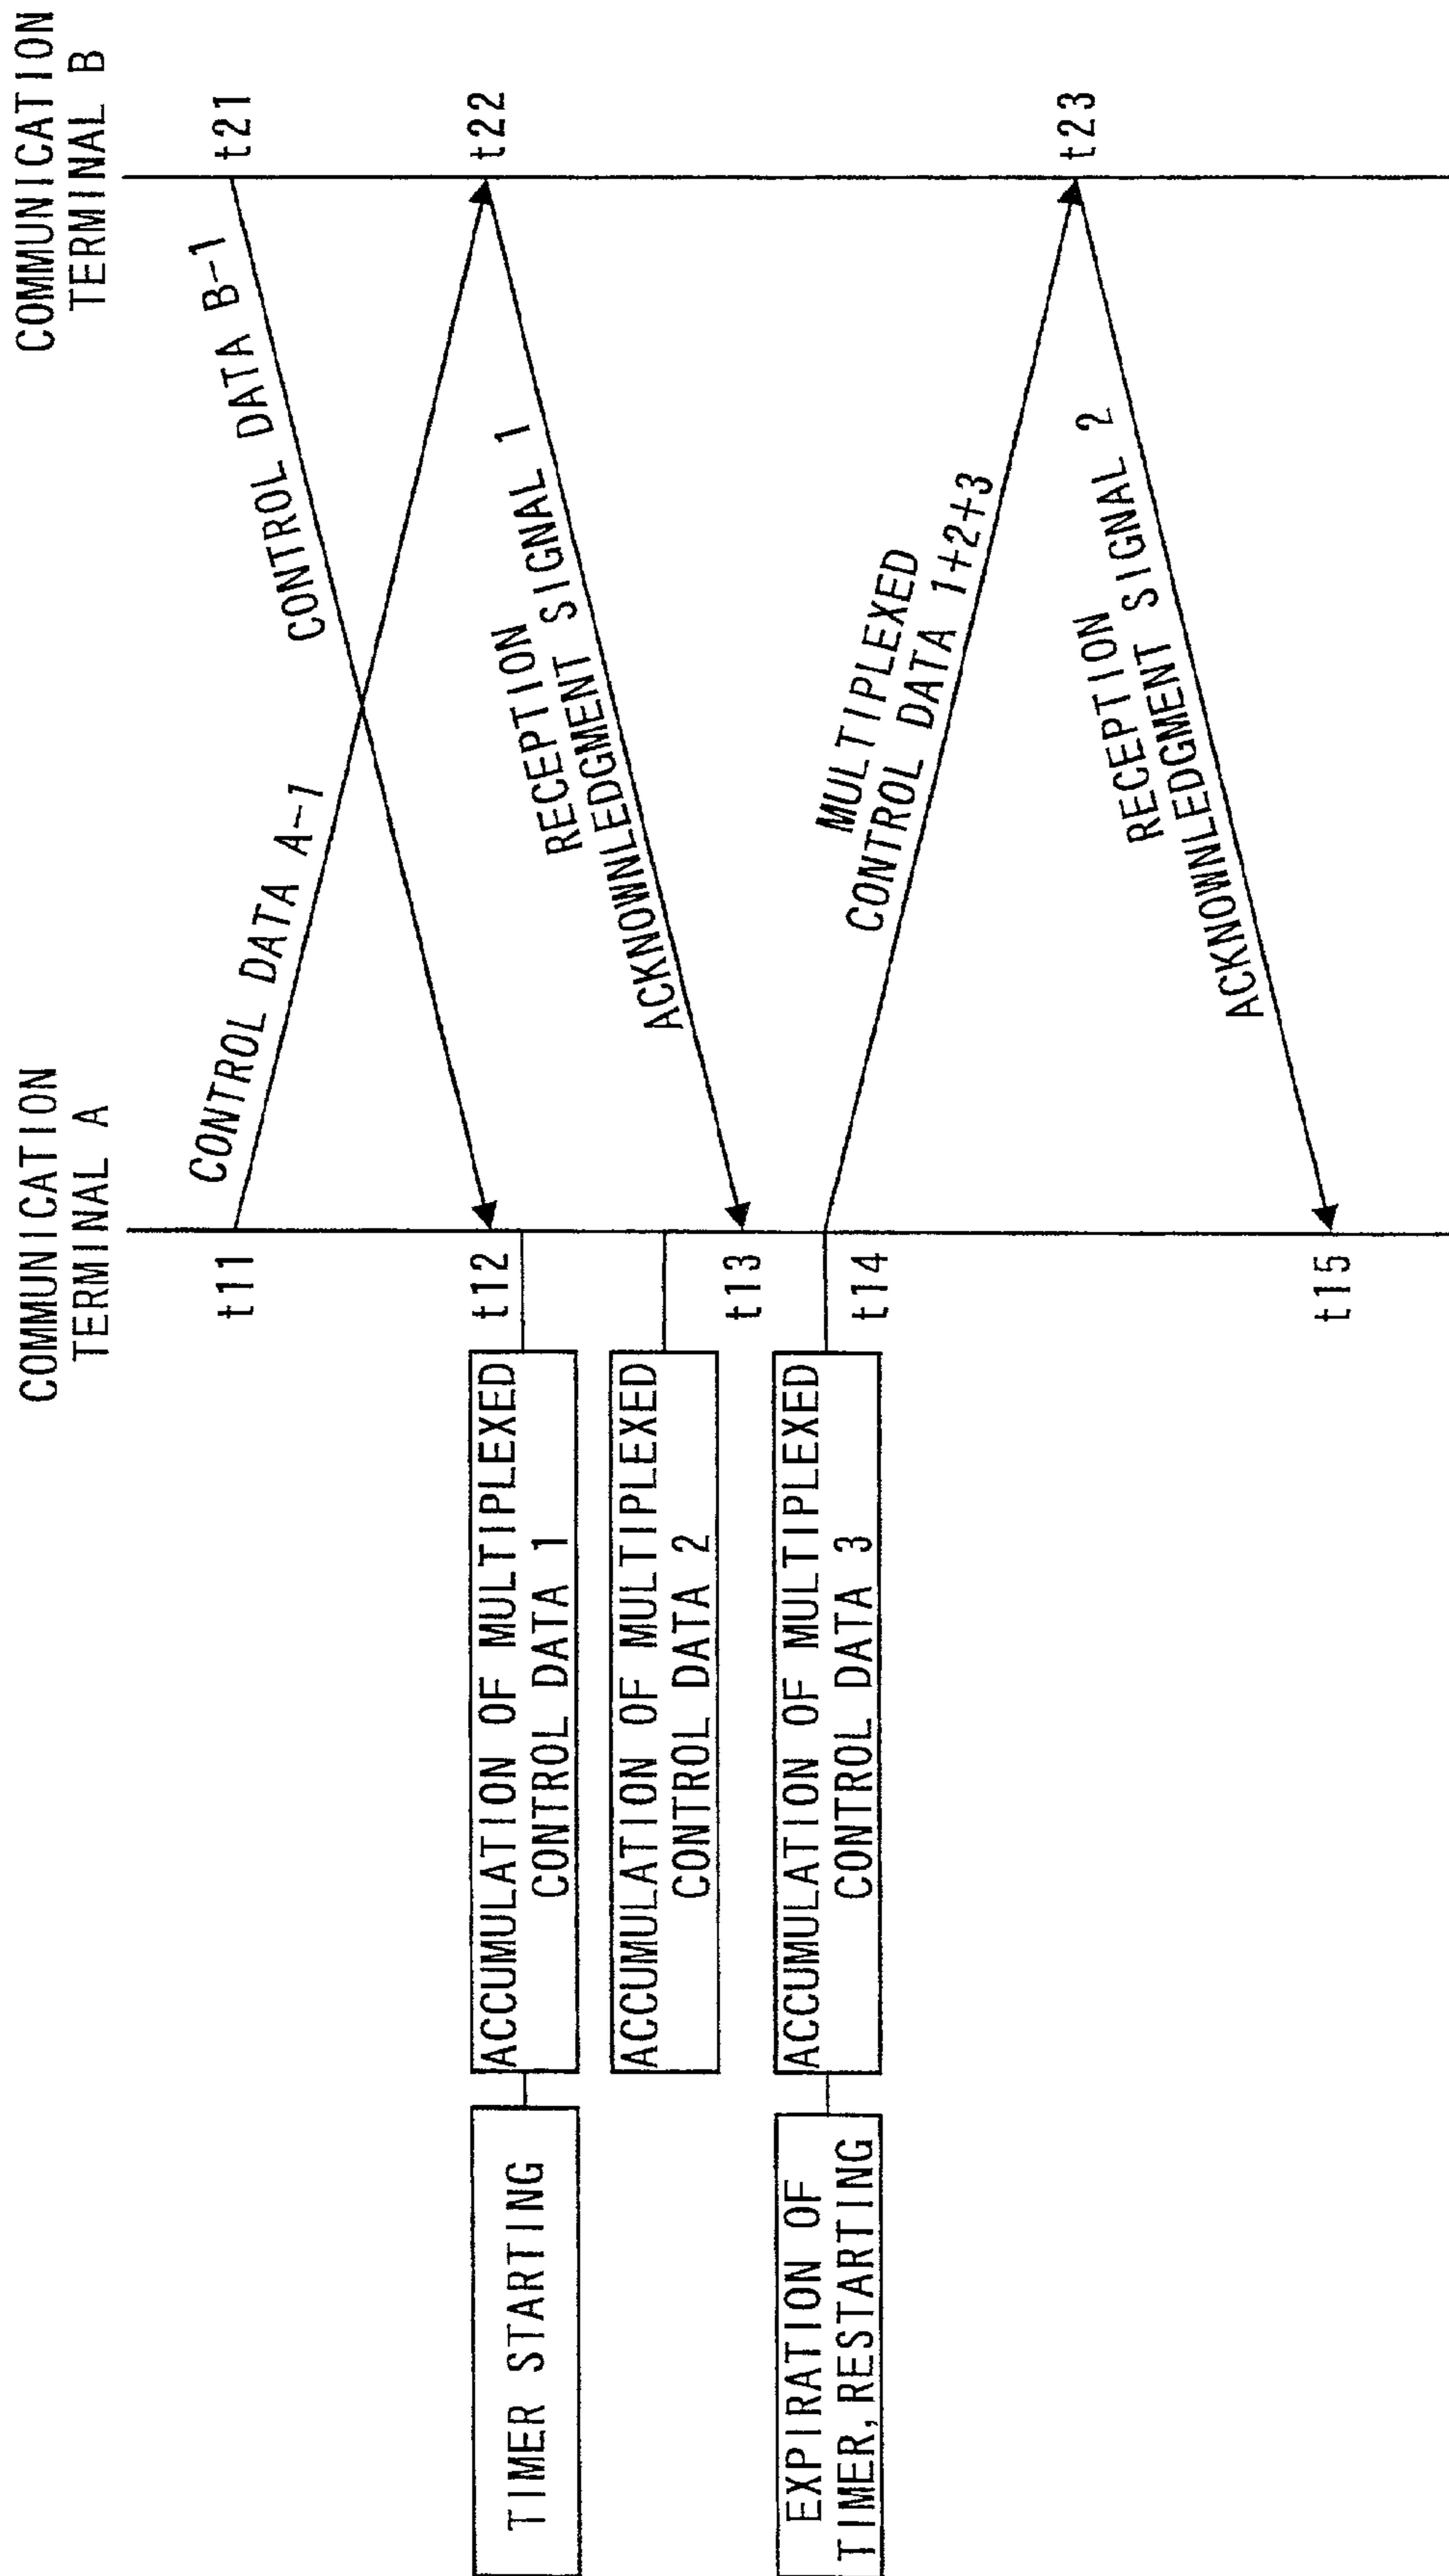 COMMUNICATION
TERMINAL A
COMMUNICATION
TERMINAL B
t11
t21
CONTROL DATA A-1
CONTROL DATA B-1
TIMER STARTING
ACCUMULATION OF MULTIPLEXED
CONTROL DATA 1
t12
t22
ACCUMULATION OF MULTIPLEXED
CONTROL DATA 2
RECEPTION
ACKNOWNLEDGMENT SIGNAL 1
t13
EXPIRATION OF
TIMER, RESTARTING
ACCUMULATION OF MULTIPLEXED
CONTROL DATA 3
t14
MULTIPLEXED
CONTROL DATA 1+2+3
t23
RECEPTION
ACKNOWNLEDGMENT SIGNAL 2
t15